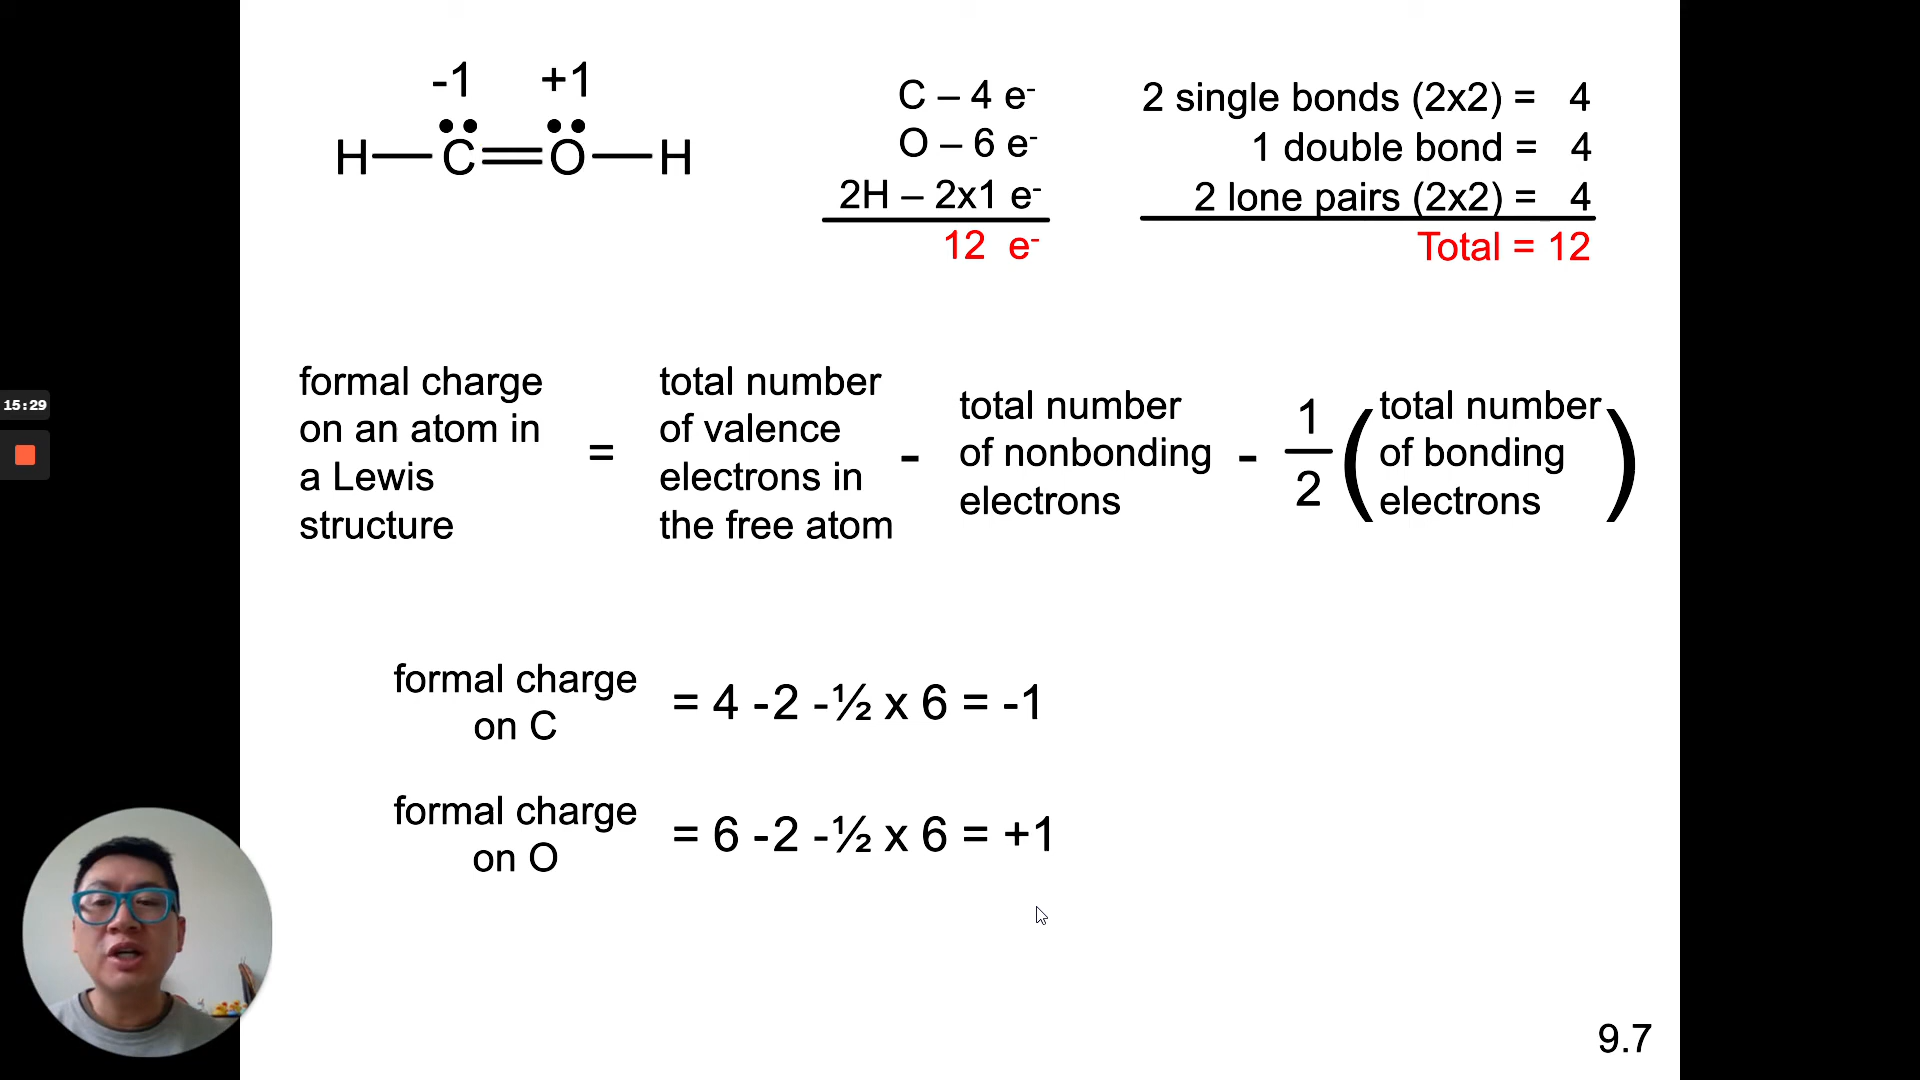 -1 +1
H—C=O—H
C – 4 e-
O – 6 e-
2H – 2x1 e-
12 e-
2 single bonds (2x2) = 4
1 double bond = 4
2 lone pairs (2x2) = 4
Total = 12
formal charge
on an atom in
a Lewis
structure
=
total number
of valence
electrons in
the free atom
-
total number
of nonbonding
electrons
-
1
2
(
total number
of bonding
electrons
)
15:29
formal charge
on C
= 4 -2 -½ x 6 = -1
formal charge
on O
= 6 -2 -½ x 6 = +1
9.7